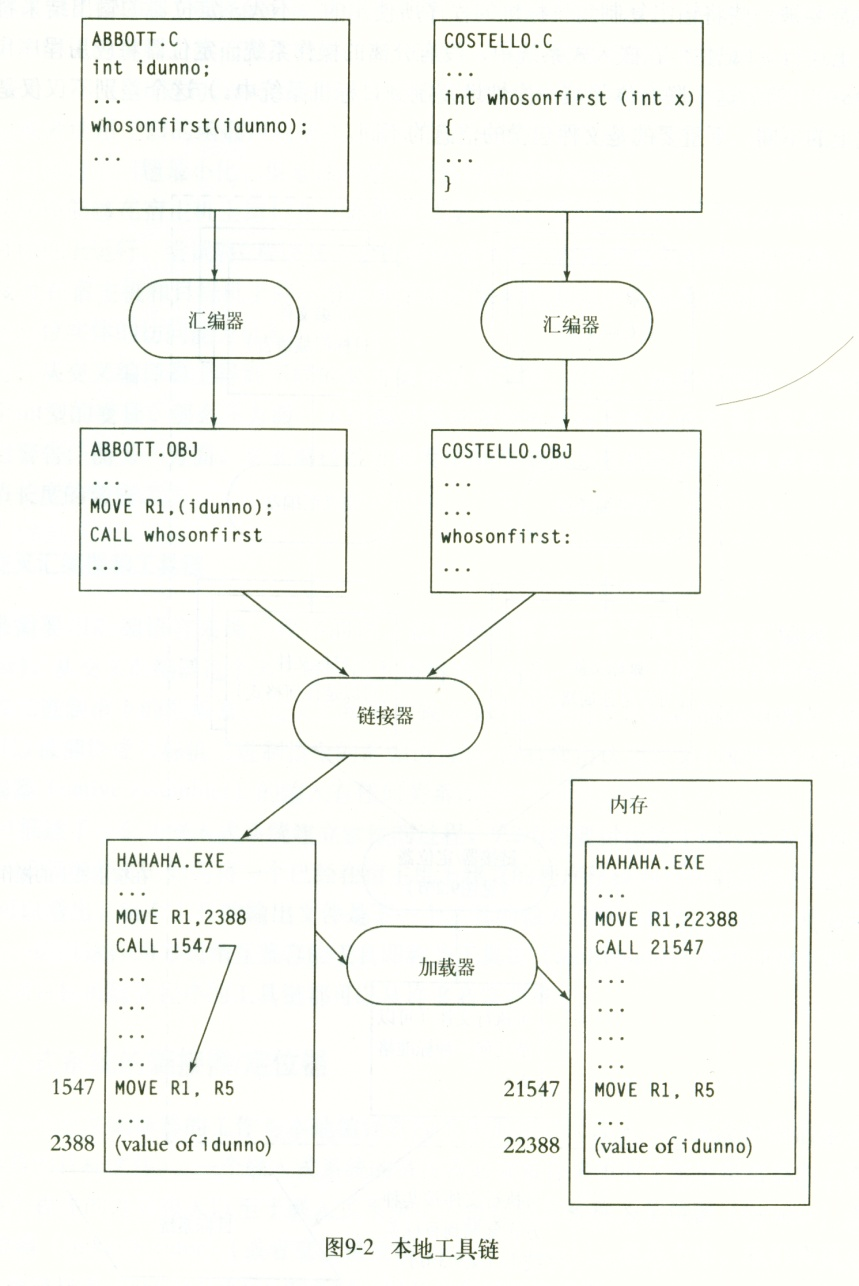 ABBOTT.C
int idunno;
...
whosonfirst(idunno);
...
COSTELLO.C
...
int whosonfirst (int x)
{
...
}
汇编器
汇编器
ABBOTT.OBJ
...
MOVE R1,(idunno);
CALL whosonfirst
...
COSTELLO.OBJ
...
...
whosonfirst:
...
链接器
HAHAHA.EXE
...
MOVE R1,2388
CALL 1547
...
...
...
...
1547 MOVE R1, R5
...
2388 (value of idunno)
加载器
内存
HAHAHA.EXE
...
MOVE R1,22388
CALL 21547
...
...
...
...
21547 MOVE R1, R5
...
22388 (value of idunno)
图9-2 本地工具链